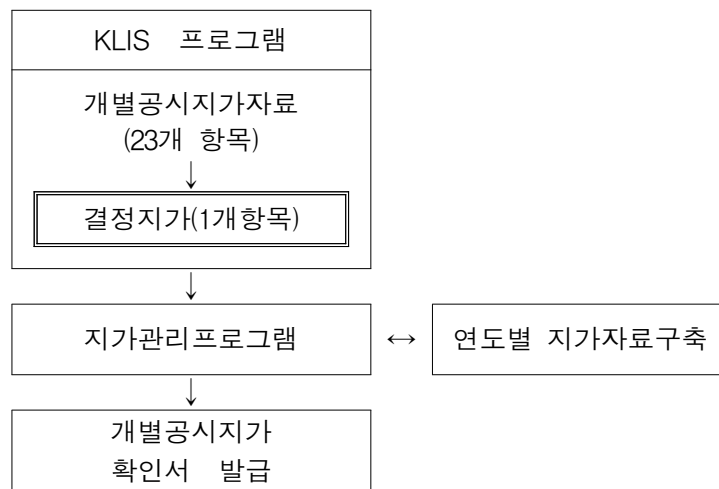 KLIS 프로그램
개별공시지가자료
(23개 항목)
↓
결정지가(1개항목)
↓
지가관리프로그램 ↔ 연도별 지가자료구축
↓
개별공시지가
확인서 발급